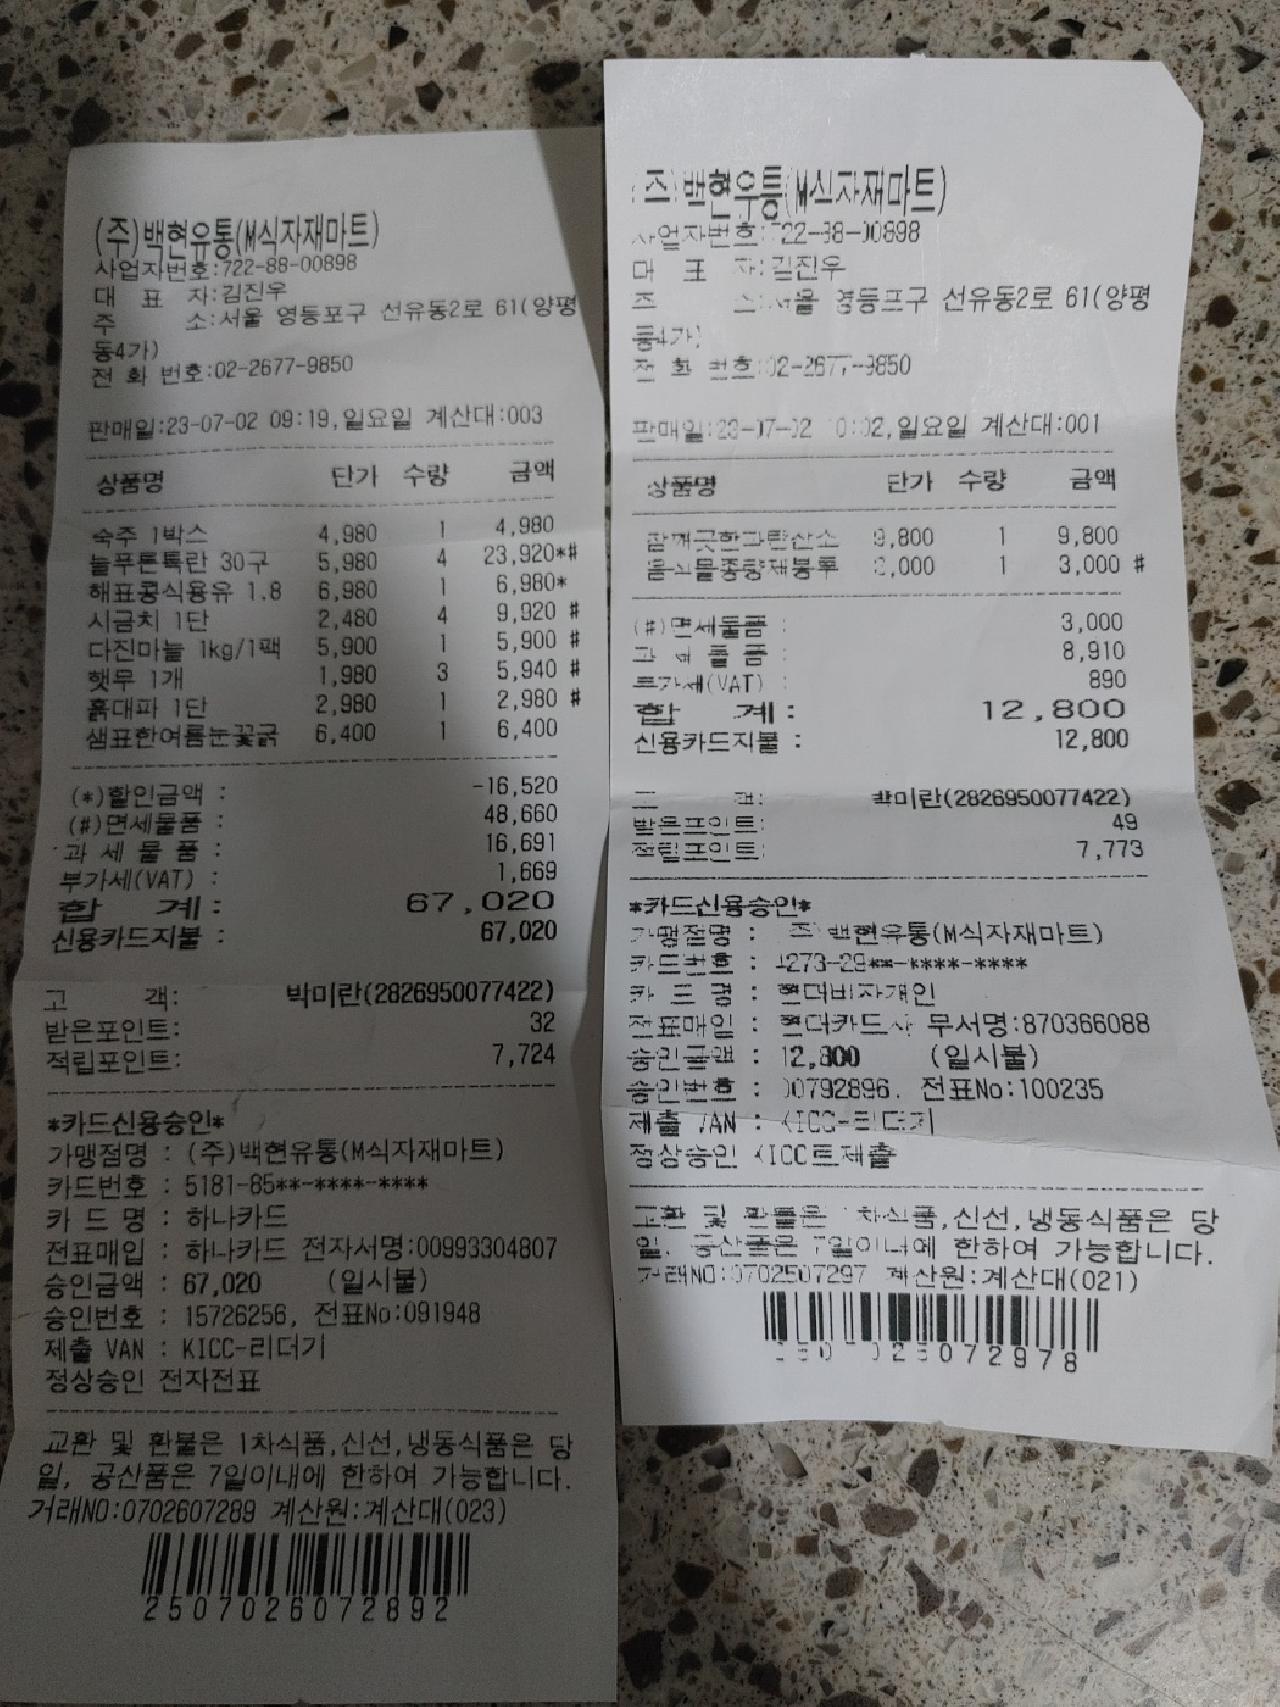 (주)백현유통(M식자재마트)
사업자번호:722-88-00898
대 표 자:김진우
주 소:서울 영등포구 선유동2로 61(양평
동4가)
전 화 번호:02-2677-9850
판매일:23-07-02 09:19,일요일 계산대:003
상품명 단가 수량 금액
숙주 1박스 4,980 1 4,980
늘푸른특란 30구 5,980 4 23,920*#
해표콩식용유 1.8 6,980 1 6,980*
시금치 1단 2,480 4 9,920 #
다진마늘 1kg/1팩 5,900 1 5,900 #
햇무 1개 1,980 3 5,940 #
흙대파 1단 2,980 1 2,980 #
샘표한여름눈꽃굵 6,400 1 6,400
(*)할인금액 : -16,520
(#)면세물품 : 48,660
과 세 물 품 : 16,691
부가세(VAT) : 1,669
합 계: 67,020
신용카드지불 : 67,020
고 객: 박미란(2826950077422)
받은포인트: 32
적립포인트: 7,724
*카드신용승인*
가맹점명 : (주)백현유통(M식자재마트)
카드번호 : 5181-85**-****-****
카 드 명 : 하나카드
전표매입 : 하나카드 전자서명:00993304807
승인금액 : 67,020 (일시불)
승인번호 : 15726256, 전표No:091948
제출 VAN : KICC-리더기
정상승인 전자전표
교환 및 환불은 1차식품,신선,냉동식품은 당
일, 공산품은 7일이내에 한하여 가능합니다.
거래NO:0702607289 계산원:계산대(023)
2507026072892
(주)백현유통(M식자재마트)
사업자번호:722-88-00898
대 표 자:김진우
주 소:서울 영등포구 선유동2로 61(양평
동4가)
전 화 번호:02-2677-9850
판매일:23-07-02 10:02,일요일 계산대:001
상품명 단가 수량 금액
참깨끗한과탄산소 9,800 1 9,800
음식물종량제봉투 3,000 1 3,000 #
(#)면세물품 : 3,000
과 세 물 품 : 8,910
부가세(VAT) : 890
합 계: 12,800
신용카드지불 : 12,800
고 객: 박미란(2826950077422)
받은포인트: 49
적립포인트: 7,773
*카드신용승인*
가맹점명 : (주)백현유통(M식자재마트)
카드번호 : 4273-29**-****-****
카 드 명 : 현대비자개인
전표매입 : 현대카드사 무서명:870366088
승인금액 : 12,800 (일시불)
승인번호 : 00792896, 전표No:100235
제출 VAN : KICC-리더기
정상승인 KICC로제출
교환 및 환불은 1차식품,신선,냉동식품은 당
일, 공산품은 7일이내에 한하여 가능합니다.
거래NO:0702507297 계산원:계산대(021)